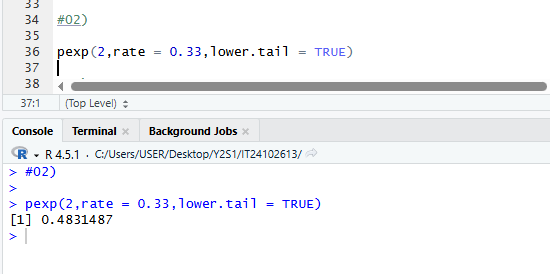 33
34 #02)
35
36 pexp(2,rate = 0.33,lower.tail = TRUE)
37
38
37:1 (Top Level)
Console Terminal × Background Jobs ×
R 4.5.1 · C:/Users/USER/Desktop/Y2S1/IT24102613/
> #02)
>
> pexp(2,rate = 0.33,lower.tail = TRUE)
[1] 0.4831487
>